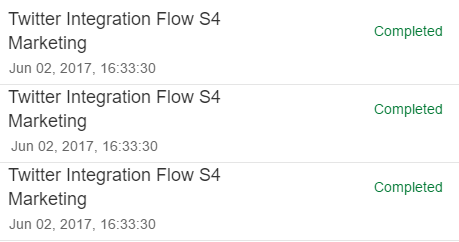 Twitter Integration Flow S4
Marketing
Completed
Jun 02, 2017, 16:33:30
Twitter Integration Flow S4
Marketing
Completed
Jun 02, 2017, 16:33:30
Twitter Integration Flow S4
Marketing
Completed
Jun 02, 2017, 16:33:30